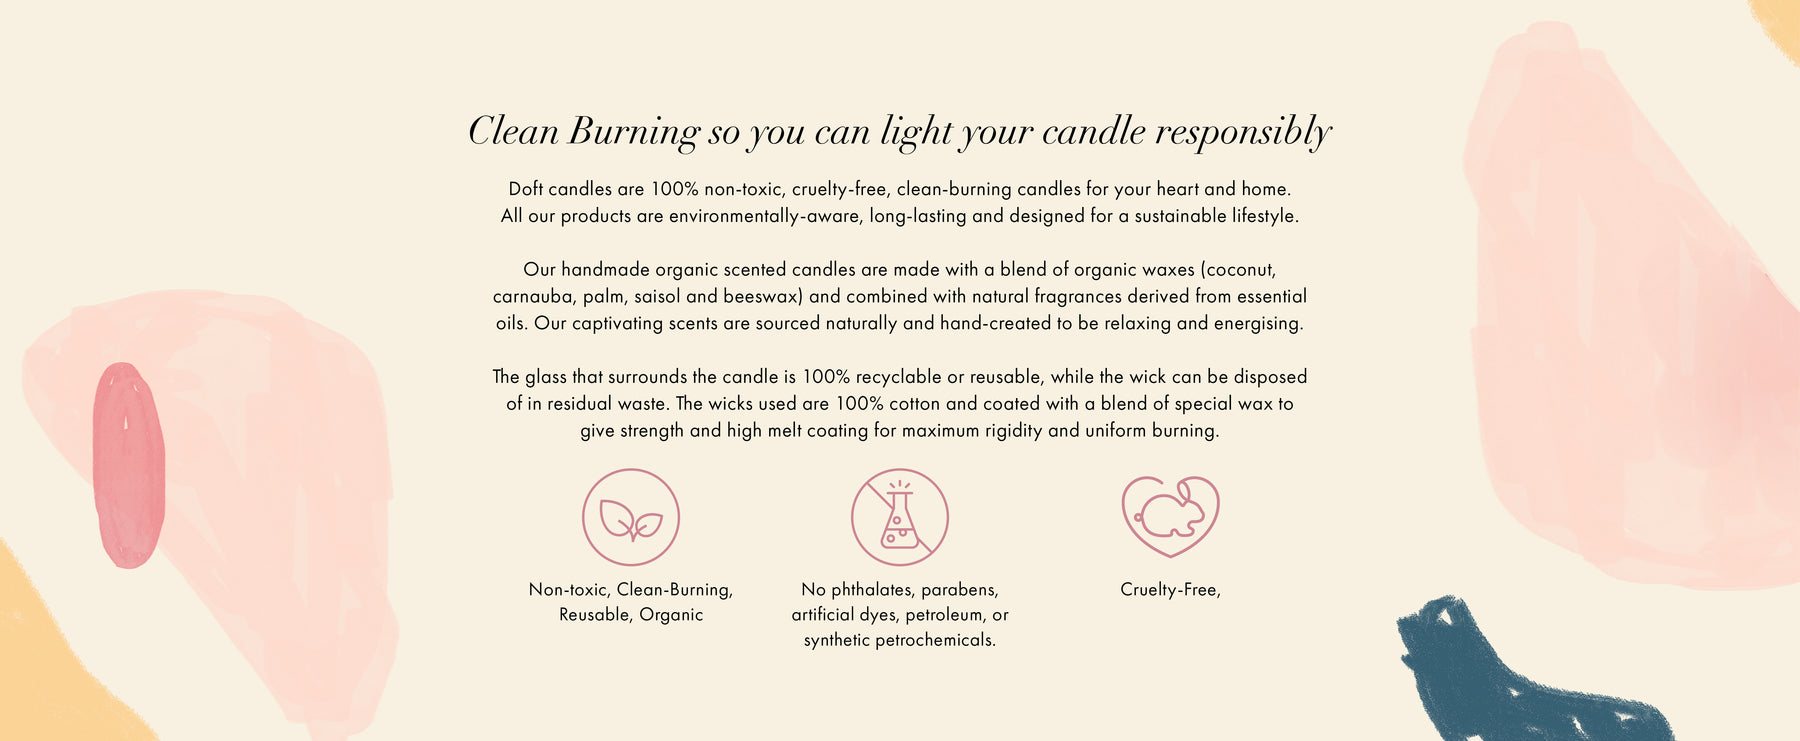 Clean Burning so you can light your candle responsibly
Doft candles are 100% non-toxic, cruelty-free, clean-burning candles for your heart and home.
All our products are environmentally-aware, long-lasting and designed for a sustainable lifestyle.
Our handmade organic scented candles are made with a blend of organic waxes (coconut,
carnauba, palm, saisol and beeswax) and combined with natural fragrances derived from essential
oils. Our captivating scents are sourced naturally and hand-created to be relaxing and energising.
The glass that surrounds the candle is 100% recyclable or reusable, while the wick can be disposed
of in residual waste. The wicks used are 100% cotton and coated with a blend of special wax to
give strength and high melt coating for maximum rigidity and uniform burning.
Non-toxic, Clean-Burning,
Reusable, Organic
No phthalates, parabens,
artificial dyes, petroleum, or
synthetic petrochemicals.
Cruelty-Free,